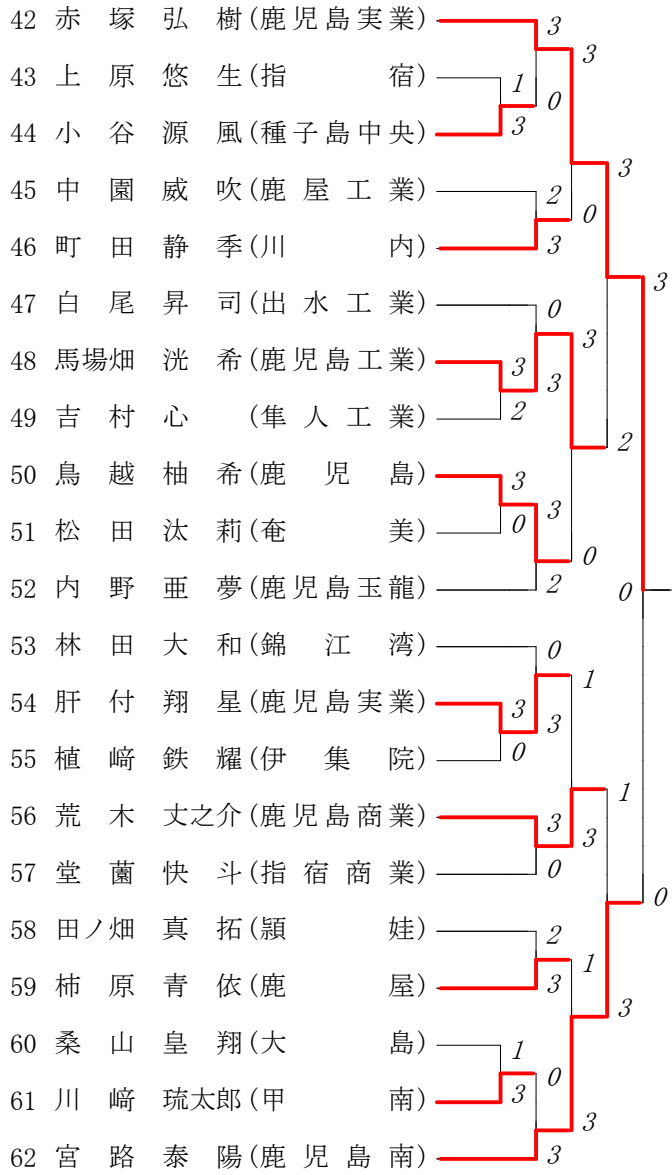 42 赤塚弘樹(鹿児島実業) 3
3
43 上原悠生(指宿) 1
0
44 小谷源風(種子島中央) 3
3
45 中園威吹(鹿屋工業) 2
0
46 町田静季(川内) 3
3
47 白尾昇司(出水工業) 0
3
48 馬場畑洸希(鹿児島工業) 3
3
49 吉村心(隼人工業) 2
2
50 鳥越柚希(鹿児島) 3
3
51 松田汰莉(奄美) 0
0
52 内野亜夢(鹿児島玉龍) 2
0
53 林田大和(錦江湾) 0
1
54 肝付翔星(鹿児島実業) 3
3
55 植﨑鉄耀(伊集院) 0
1
56 荒木丈之介(鹿児島商業) 3
3
57 堂薗快斗(指宿商業) 0
0
58 田ノ畑真拓(頴娃) 2
1
59 柿原青依(鹿屋) 3
3
60 桑山皇翔(大島) 1
0
61 川﨑琉太郎(甲南) 3
3
62 宮路泰陽(鹿児島南) 3